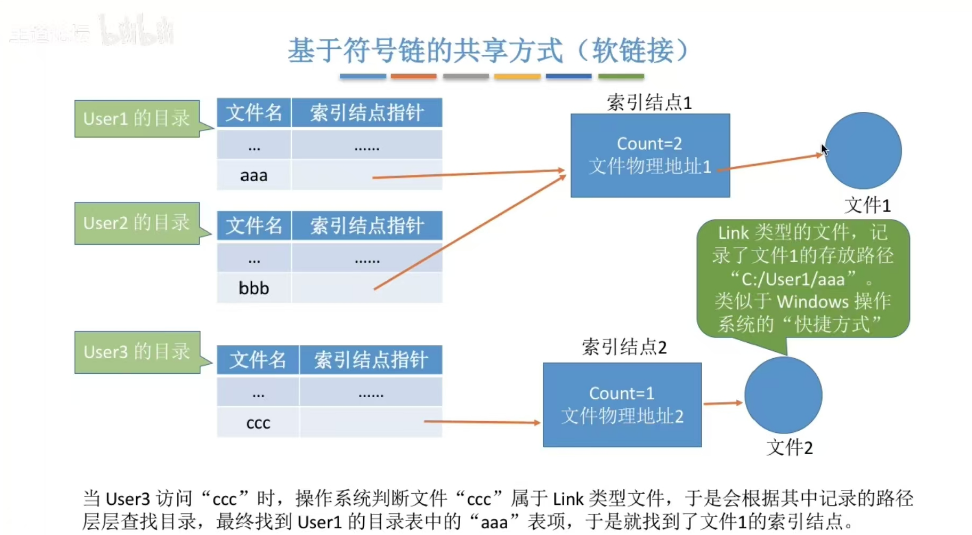 bilibili
基于符号链的共享方式（软链接）
User1 的目录
文件名 索引结点指针
... ......
aaa
索引结点1
Count=2
文件物理地址1
文件1
User2 的目录
文件名 索引结点指针
... ......
bbb
Link 类型的文件，记
录了文件1的存放路径
“C:/User1/aaa”。
类似于 Windows 操作
系统的“快捷方式”
User3 的目录
文件名 索引结点指针
... ......
ccc
索引结点2
Count=1
文件物理地址2
文件2
当 User3 访问“ccc”时，操作系统判断文件“ccc”属于 Link 类型文件，于是会根据其中记录的路径
层层查找目录，最终找到 User1 的目录表中的“aaa”表项，于是就找到了文件1的索引结点。